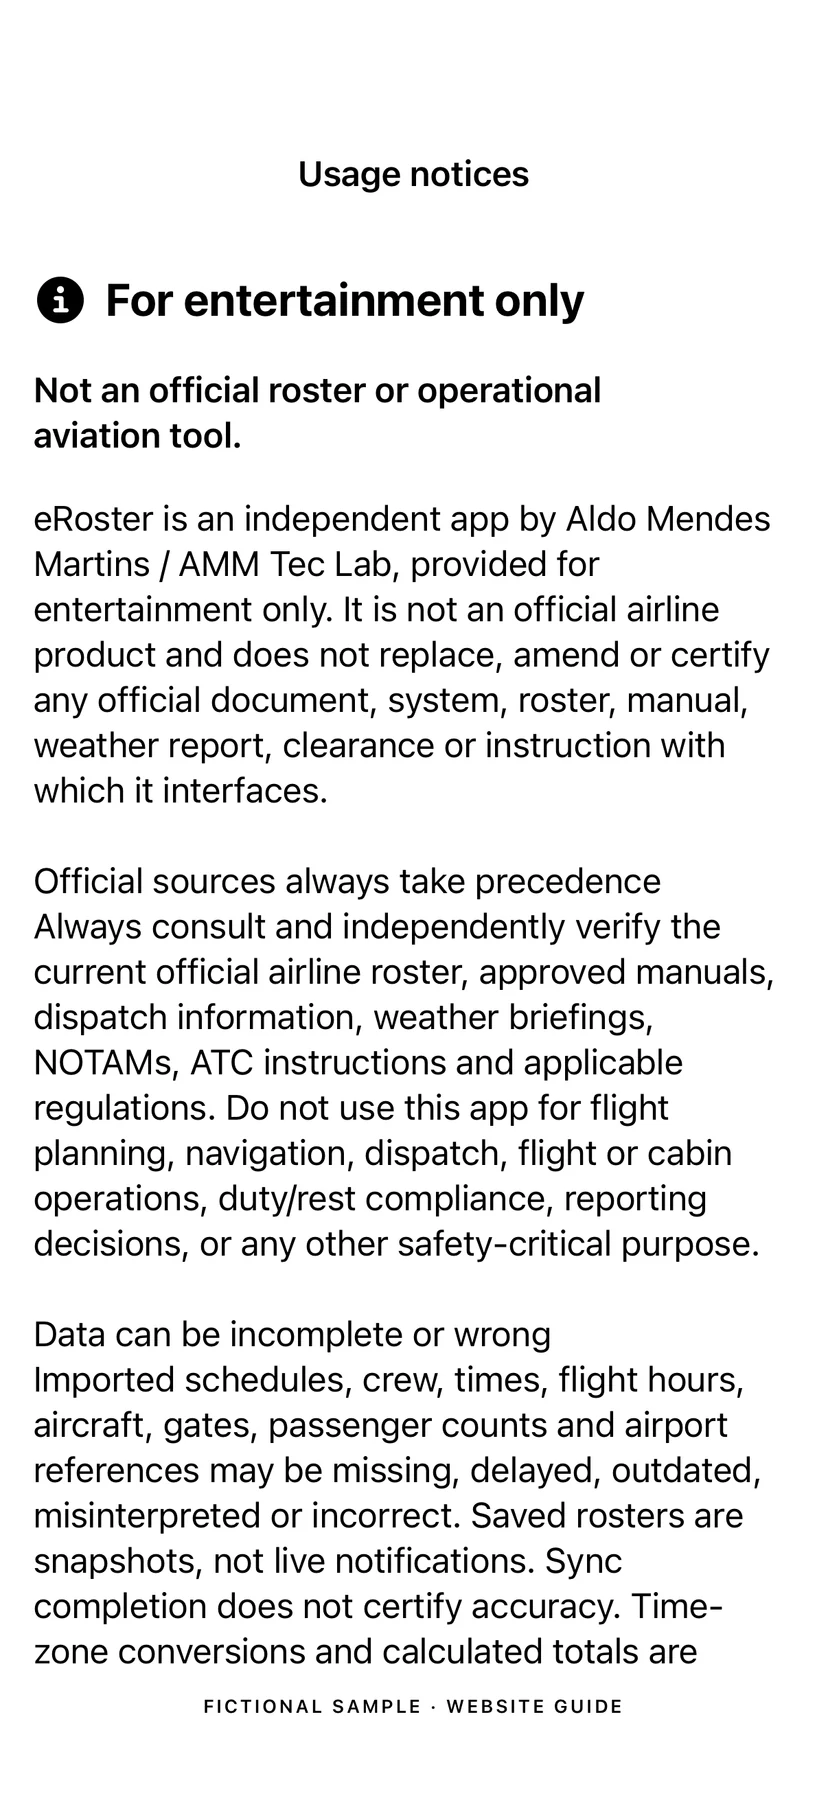 Usage notices
For entertainment only
Not an official roster or operational
aviation tool.
eRoster is an independent app by Aldo Mendes
Martins / AMM Tec Lab, provided for
entertainment only. It is not an official airline
product and does not replace, amend or certify
any official document, system, roster, manual,
weather report, clearance or instruction with
which it interfaces.
Official sources always take precedence
Always consult and independently verify the
current official airline roster, approved manuals,
dispatch information, weather briefings,
NOTAMs, ATC instructions and applicable
regulations. Do not use this app for flight
planning, navigation, dispatch, flight or cabin
operations, duty/rest compliance, reporting
decisions, or any other safety-critical purpose.
Data can be incomplete or wrong
Imported schedules, crew, times, flight hours,
aircraft, gates, passenger counts and airport
references may be missing, delayed, outdated,
misinterpreted or incorrect. Saved rosters are
snapshots, not live notifications. Sync
completion does not certify accuracy. Time-
zone conversions and calculated totals are
FICTIONAL SAMPLE · WEBSITE GUIDE